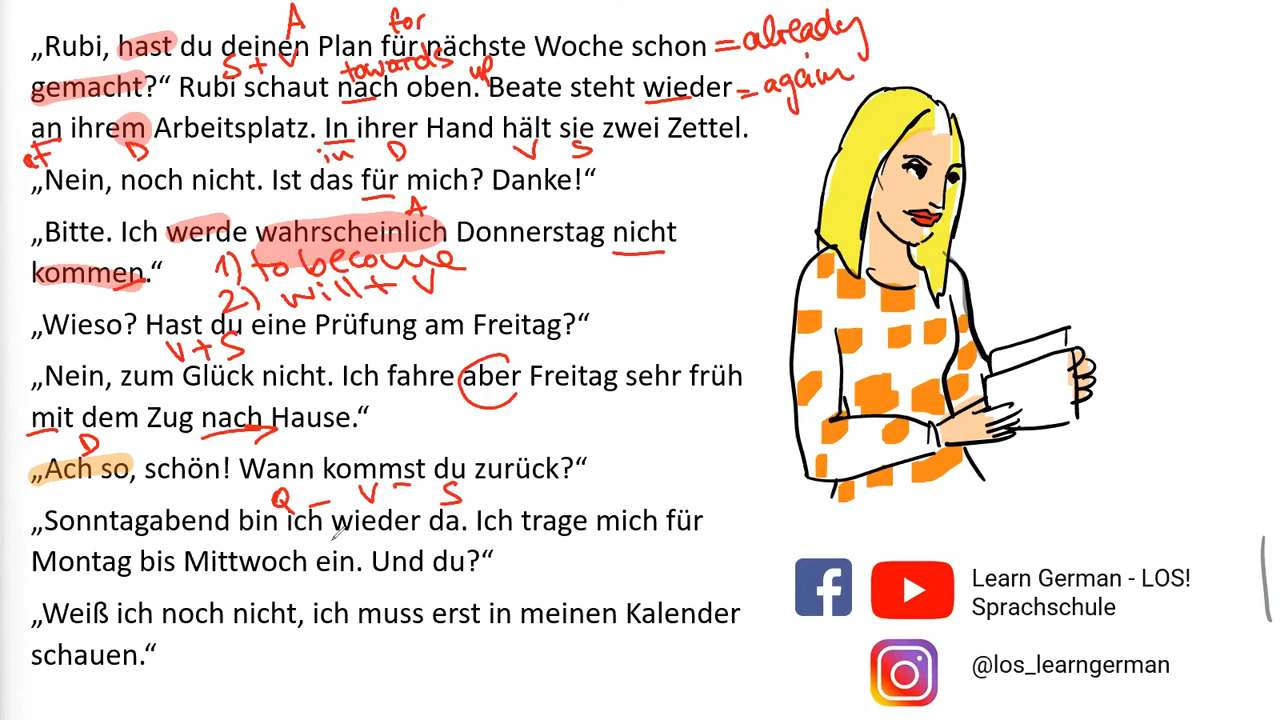 A for
„Rubi, hast du deinen Plan für nächste Woche schon = already
S + V towards up
gemacht?“ Rubi schaut nach oben. Beate steht wieder = again
an ihrem Arbeitsplatz. In ihrer Hand hält sie zwei Zettel.
at D in D V S
„Nein, noch nicht. Ist das für mich? Danke!“
A
„Bitte. Ich werde wahrscheinlich Donnerstag nicht
1) to become
kommen.“
2) will + V
„Wieso? Hast du eine Prüfung am Freitag?“
V + S
„Nein, zum Glück nicht. Ich fahre aber Freitag sehr früh
mit dem Zug nach Hause.“
D
„Ach so, schön! Wann kommst du zurück?“
Q – V – S
„Sonntagabend bin ich wieder da. Ich trage mich für
Montag bis Mittwoch ein. Und du?“
„Weiß ich noch nicht, ich muss erst in meinen Kalender
schauen.“
f
Learn German - LOS!
Sprachschule
@los_learngerman